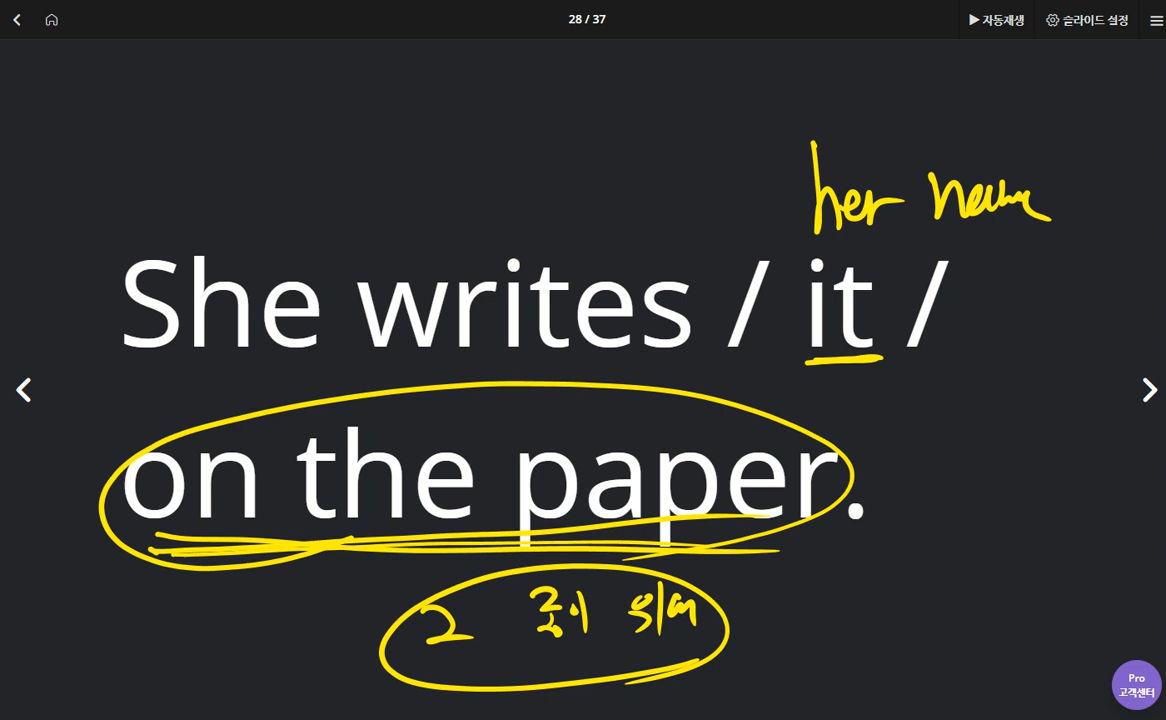 28 / 37
▶ 자동재생
슬라이드 설정
her name
She writes / it /
on the paper.
그 종이 위에
Pro
고객센터